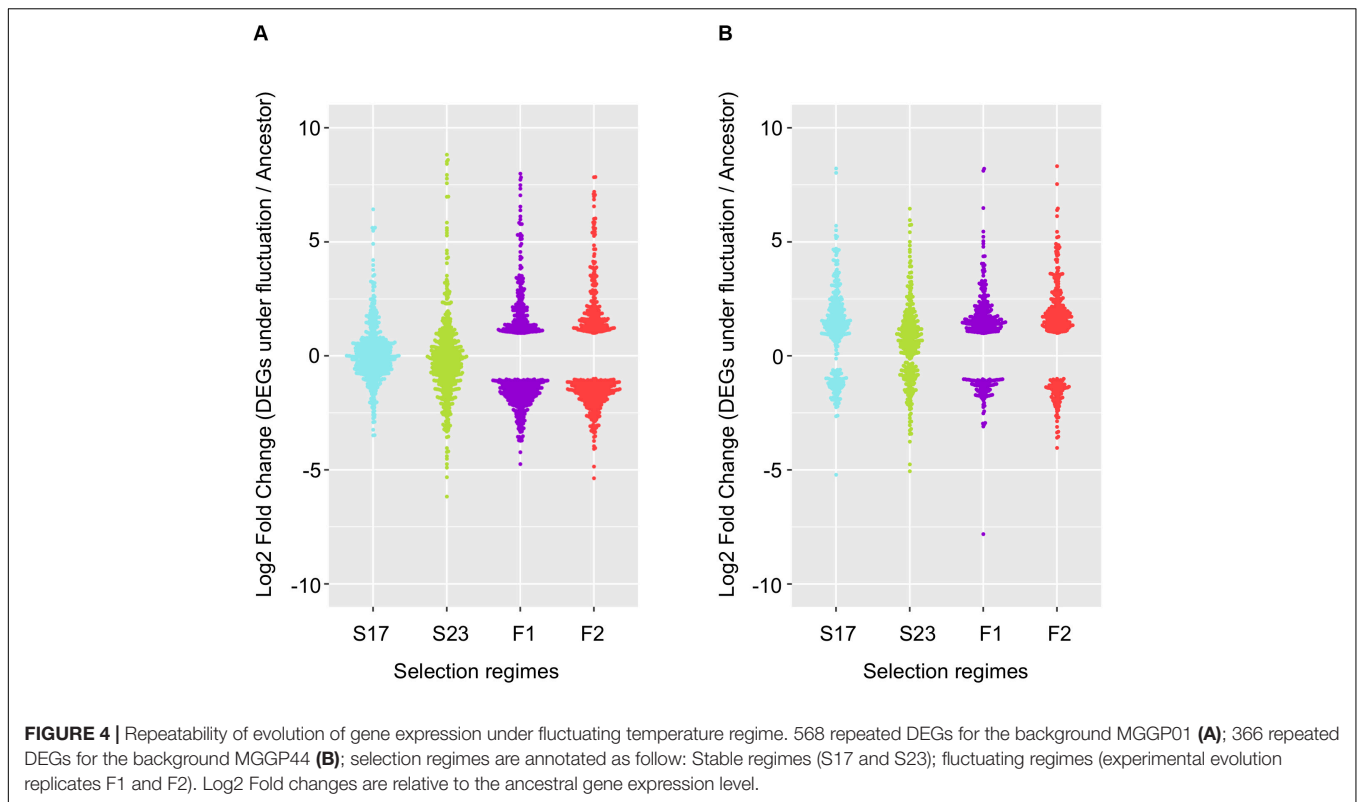 A
B
Log2 Fold Change (DEGs under fluctuation / Ancestor)
10
5
0
-5
-10
S17 S23 F1 F2
Selection regimes
Log2 Fold Change (DEGs under fluctuation / Ancestor)
10
5
0
-5
-10
S17 S23 F1 F2
Selection regimes
FIGURE 4 | Repeatability of evolution of gene expression under fluctuating temperature regime. 568 repeated DEGs for the background MGGP01 (A); 366 repeated
DEGs for the background MGGP44 (B); selection regimes are annotated as follow: Stable regimes (S17 and S23); fluctuating regimes (experimental evolution
replicates F1 and F2). Log2 Fold changes are relative to the ancestral gene expression level.